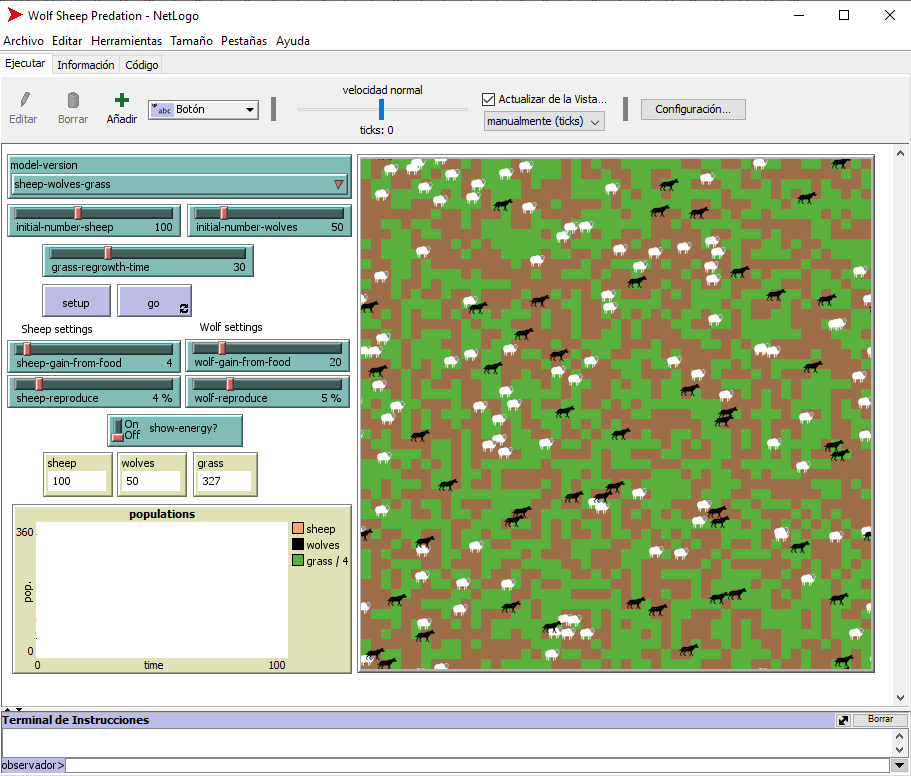 Wolf Sheep Predation - NetLogo
Archivo Editar Herramientas Tamaño Pestañas Ayuda
Ejecutar Información Código
Editar Borrar Añadir
abc Botón
velocidad normal
ticks: 0
Actualizar de la Vista...
manualmente (ticks)
Configuración...
model-version
sheep-wolves-grass
initial-number-sheep 100
initial-number-wolves 50
grass-regrowth-time 30
setup
go
Sheep settings
Wolf settings
sheep-gain-from-food 4
wolf-gain-from-food 20
sheep-reproduce 4 %
wolf-reproduce 5 %
On
Off
show-energy?
sheep
100
wolves
50
grass
327
populations
360
pop.
0
0 time 100
sheep
wolves
grass / 4
Terminal de Instrucciones
Borrar
observador>